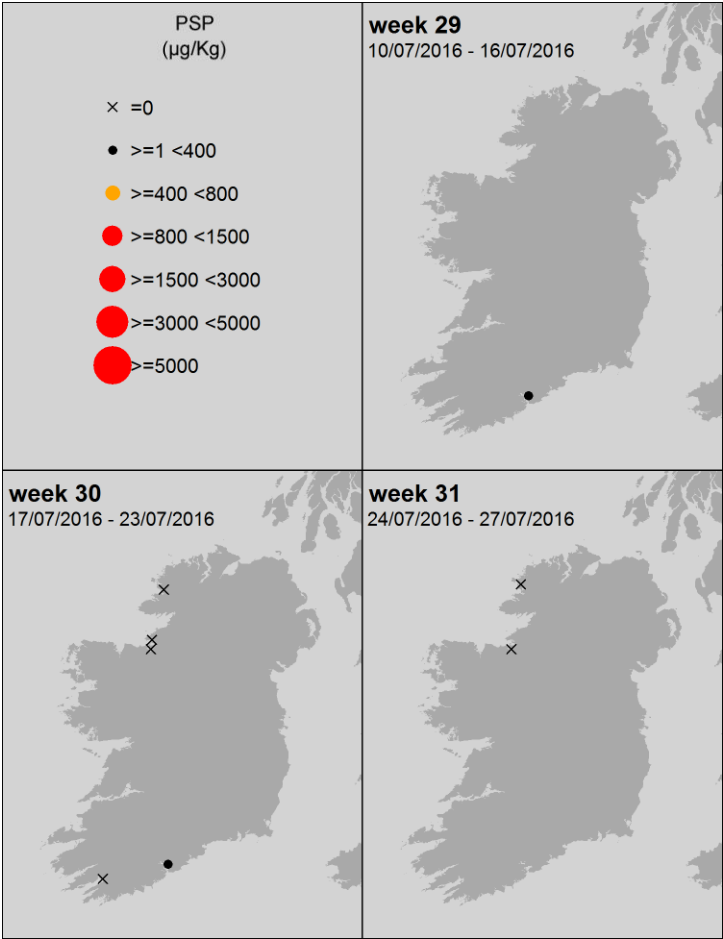 PSP
(µg/Kg)
=0
>=1 <400
>=400 <800
>=800 <1500
>=1500 <3000
>=3000 <5000
>=5000
week 29
10/07/2016 - 16/07/2016
week 30
17/07/2016 - 23/07/2016
week 31
24/07/2016 - 27/07/2016